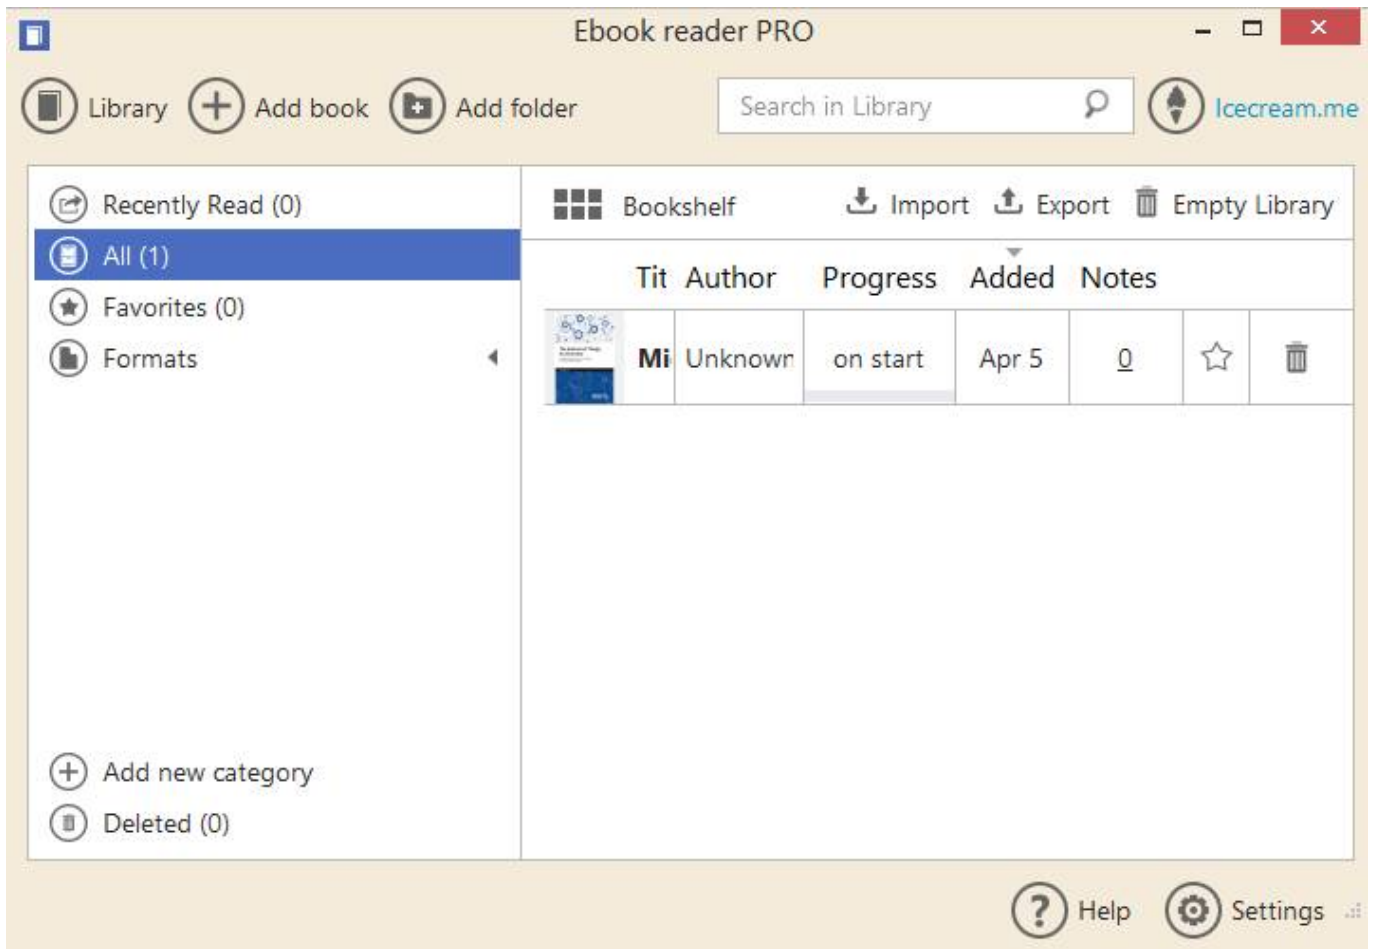 Ebook reader PRO
Library Add book Add folder Search in Library Icecream.me
Recently Read (0)
All (1)
Favorites (0)
Formats
Add new category
Deleted (0)
Bookshelf Import Export Empty Library
Tit Author Progress Added Notes
Mi Unknown on start Apr 5 0
Help Settings